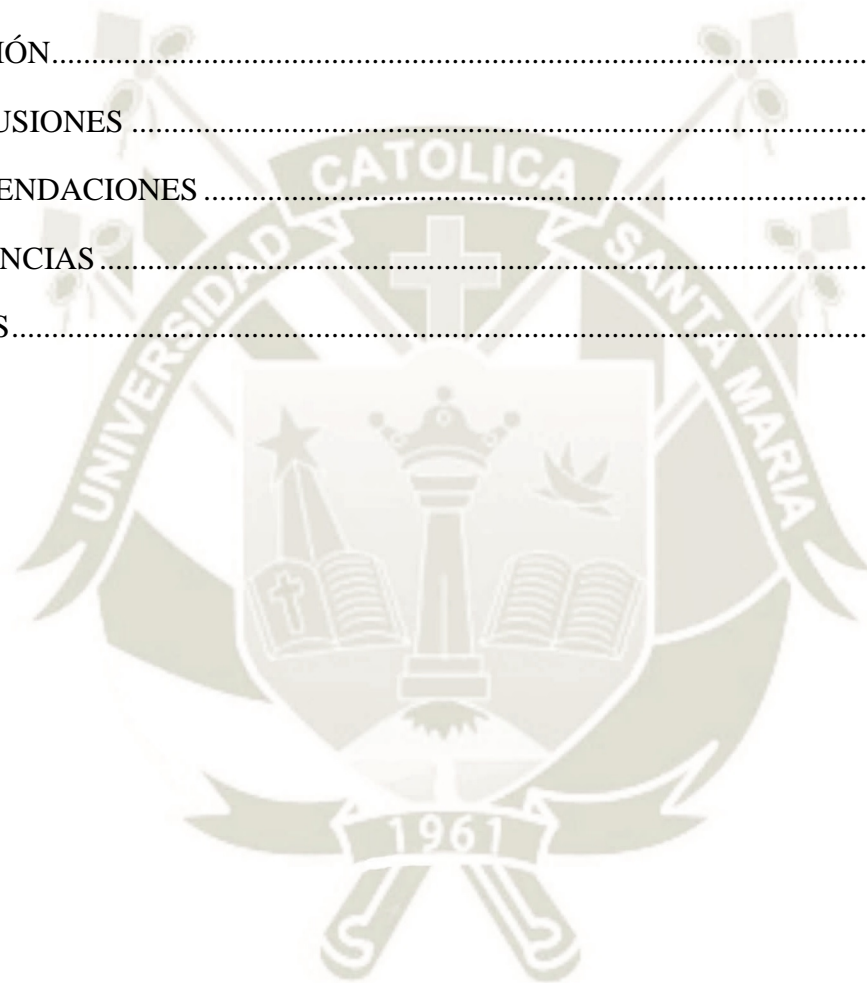 IÓN
USIONES
ENDACIONES
NCIAS
S
CATOLICA
UNIVERSIDAD
SANTA MARIA
1961